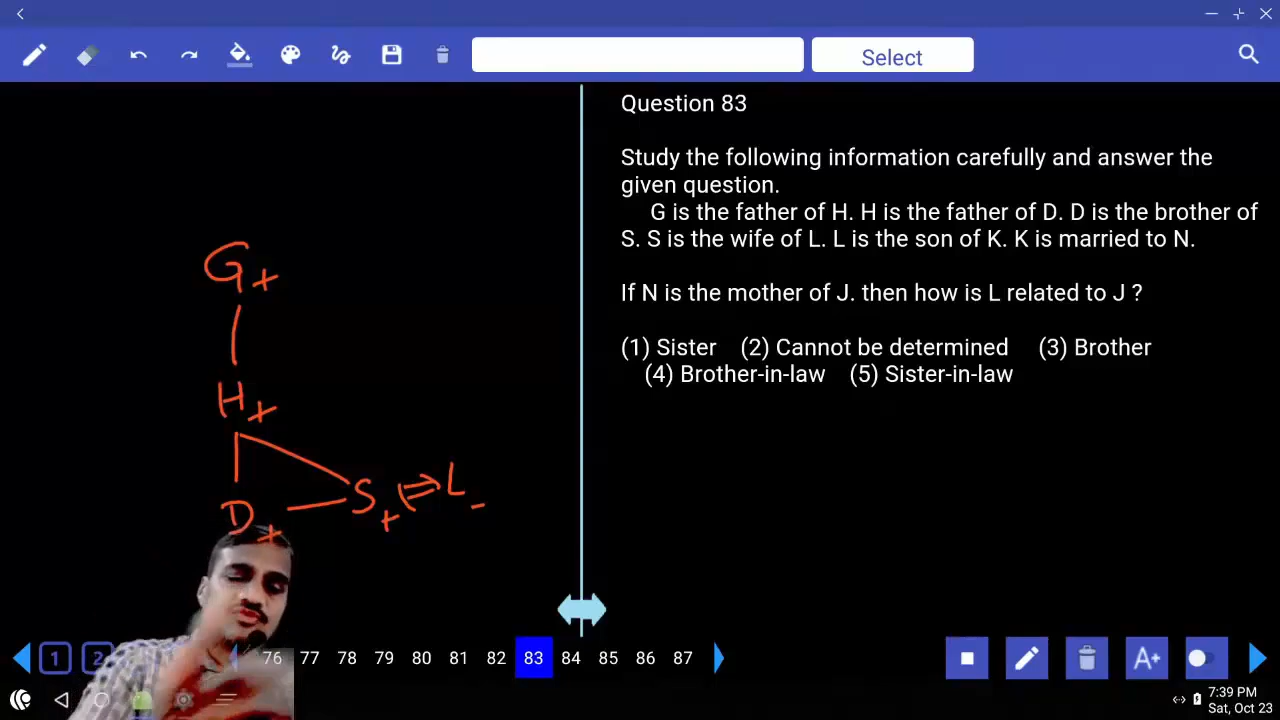 Select
Question 83
Study the following information carefully and answer the
given question.
G is the father of H. H is the father of D. D is the brother of
S. S is the wife of L. L is the son of K. K is married to N.
If N is the mother of J. then how is L related to J ?
(1) Sister (2) Cannot be determined (3) Brother
(4) Brother-in-law (5) Sister-in-law
G+
H+
D+ S+ ⇔ L-
1 2 76 77 78 79 80 81 82 83 84 85 86 87 A+
7:39 PM
Sat, Oct 23